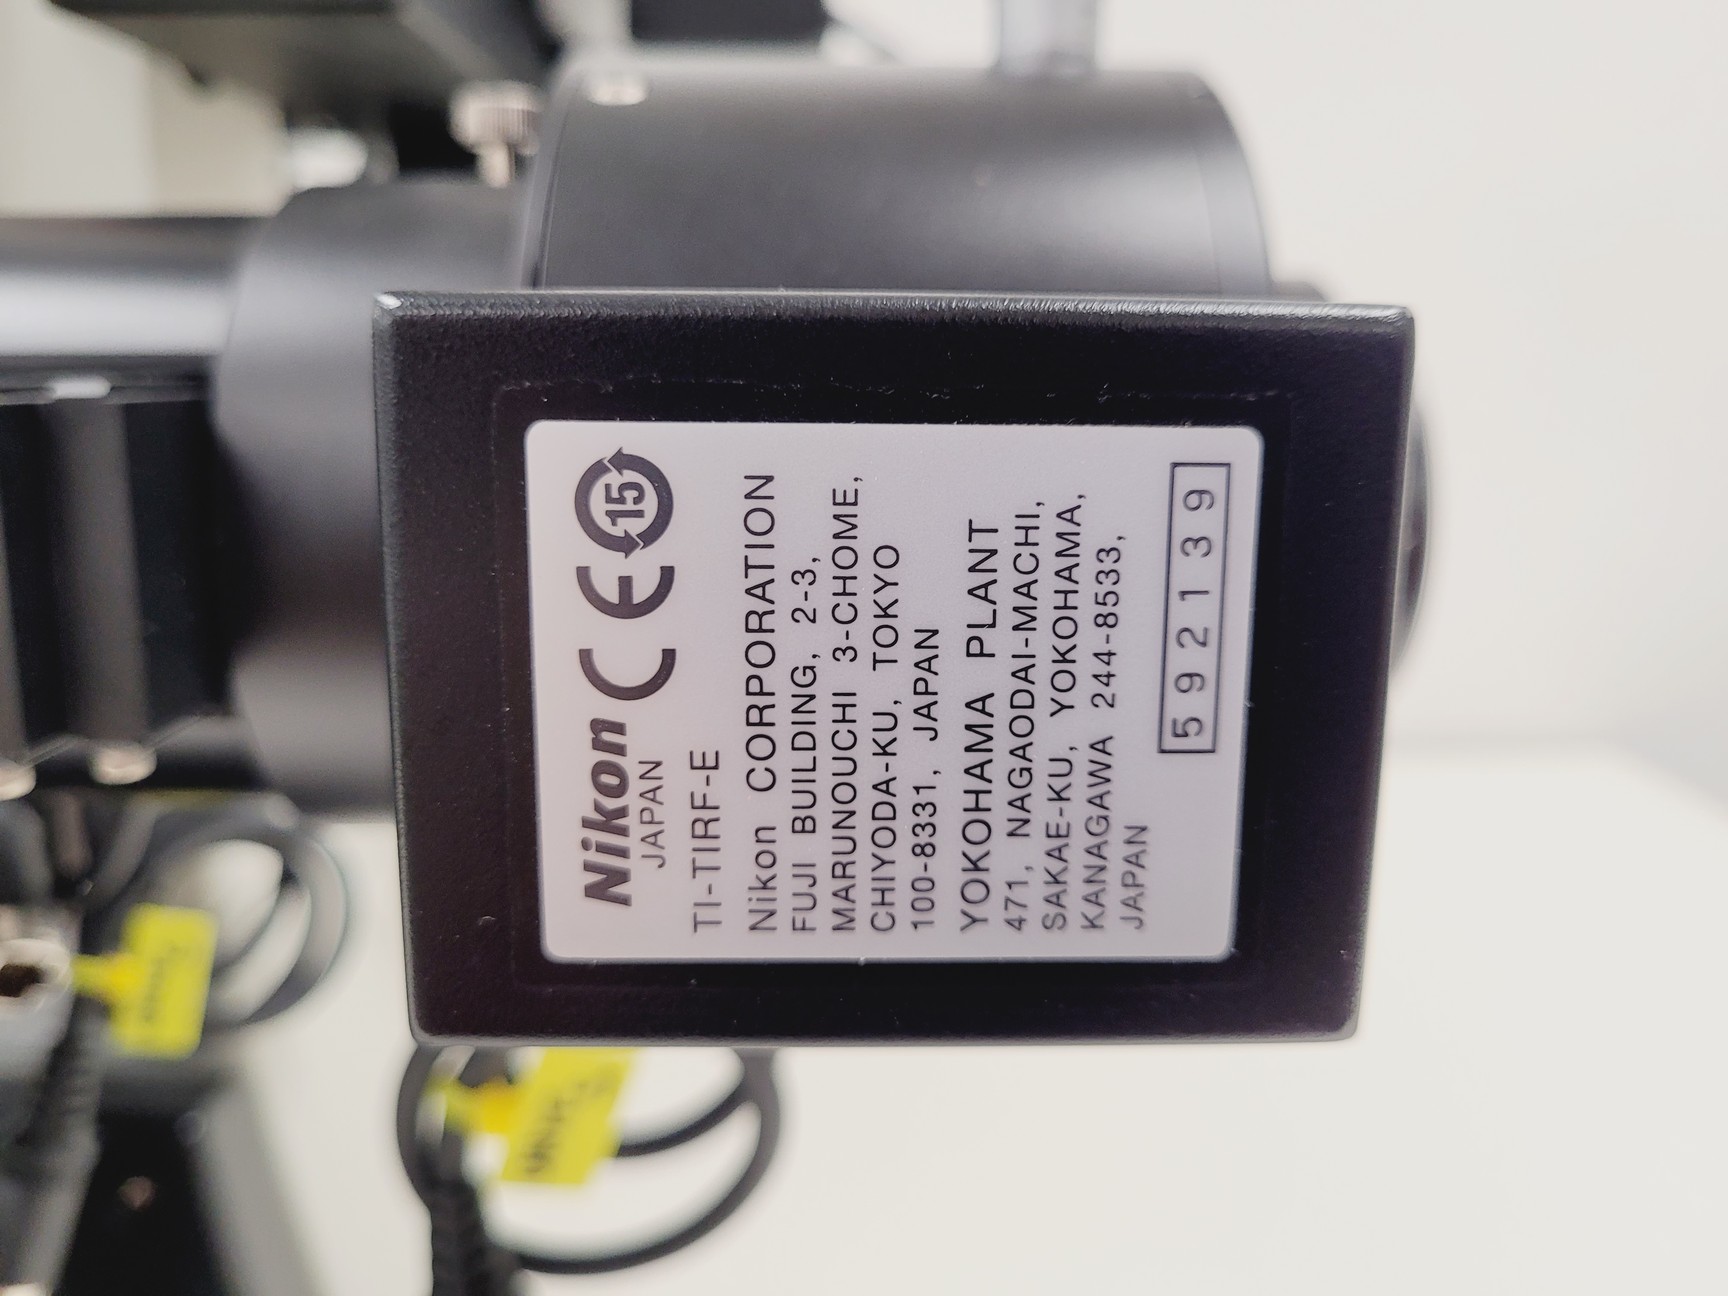 Nikon CE 15
JAPAN
TI-TIRF-E
Nikon CORPORATION
FUJI BUILDING, 2-3,
MARUNOUCHI 3-CHOME,
CHIYODA-KU, TOKYO
100-8331, JAPAN
YOKOHAMA PLANT
471, NAGAODAI-MACHI,
SAKAE-KU, YOKOHAMA,
KANAGAWA 244-8533,
JAPAN
592139